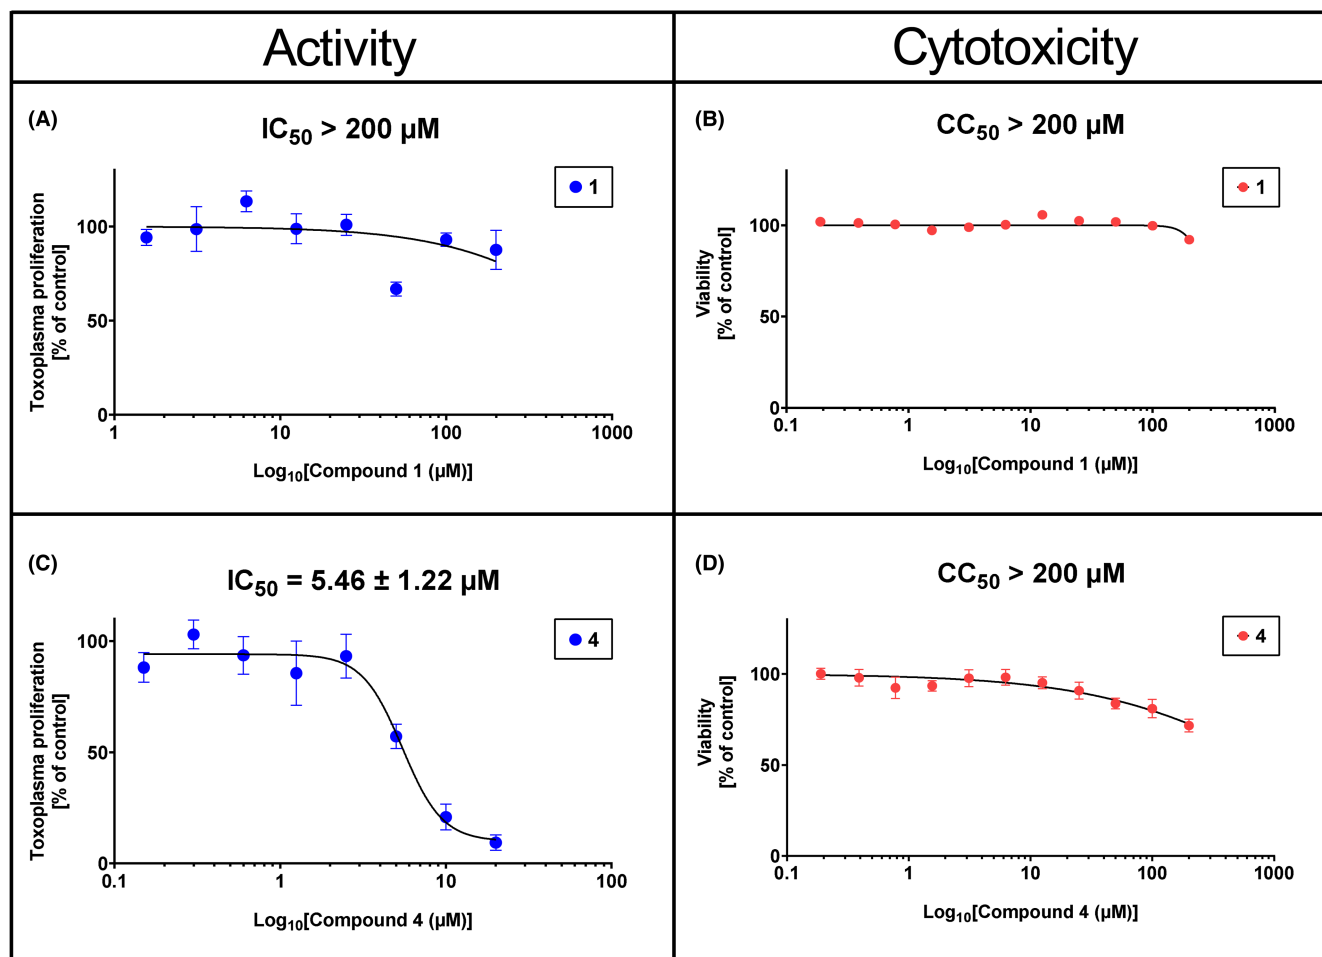 Activity
Cytotoxicity
(A)
IC50 > 200 µM
1
Toxoplasma proliferation
[% of control]
100
50
0
1
10
100
1000
Log10[Compound 1 (µM)]
(B)
CC50 > 200 µM
1
Viability
[% of control]
100
50
0
0.1
1
10
100
1000
Log10[Compound 1 (µM)]
(C)
IC50 = 5.46 ± 1.22 µM
4
Toxoplasma proliferation
[% of control]
100
50
0
0.1
1
10
100
Log10[Compound 4 (µM)]
(D)
CC50 > 200 µM
4
Viability
[% of control]
100
50
0
0.1
1
10
100
1000
Log10[Compound 4 (µM)]